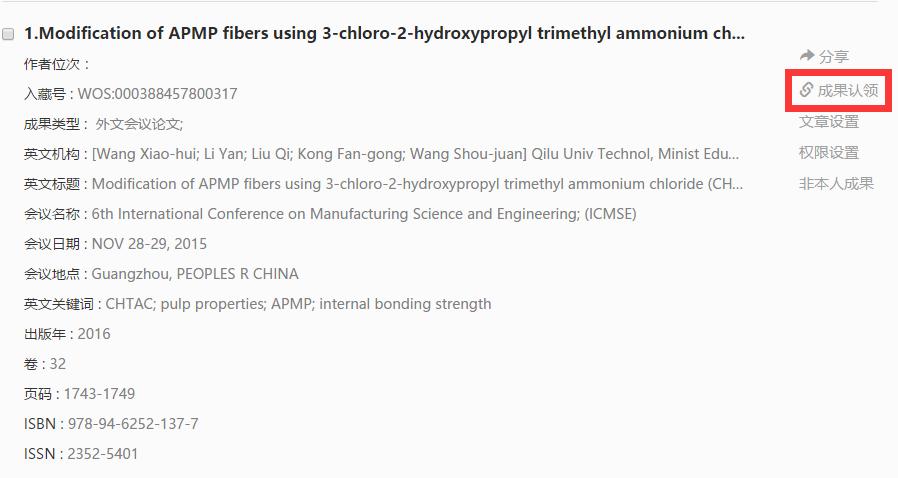 1.Modification of APMP fibers using 3-chloro-2-hydroxypropyl trimethyl ammonium ch...
作者位次：
分享
入藏号 : WOS:000388457800317
成果认领
成果类型： 外文会议论文;
文章设置
英文机构 : [Wang Xiao-hui; Li Yan; Liu Qi; Kong Fan-gong; Wang Shou-juan] Qilu Univ Technol, Minist Edu...
权限设置
英文标题 : Modification of APMP fibers using 3-chloro-2-hydroxypropyl trimethyl ammonium chloride (CH...
非本人成果
会议名称 : 6th International Conference on Manufacturing Science and Engineering; (ICMSE)
会议日期 : NOV 28-29, 2015
会议地点 : Guangzhou, PEOPLES R CHINA
英文关键词 : CHTAC; pulp properties; APMP; internal bonding strength
出版年 : 2016
卷 : 32
页码 : 1743-1749
ISBN : 978-94-6252-137-7
ISSN : 2352-5401